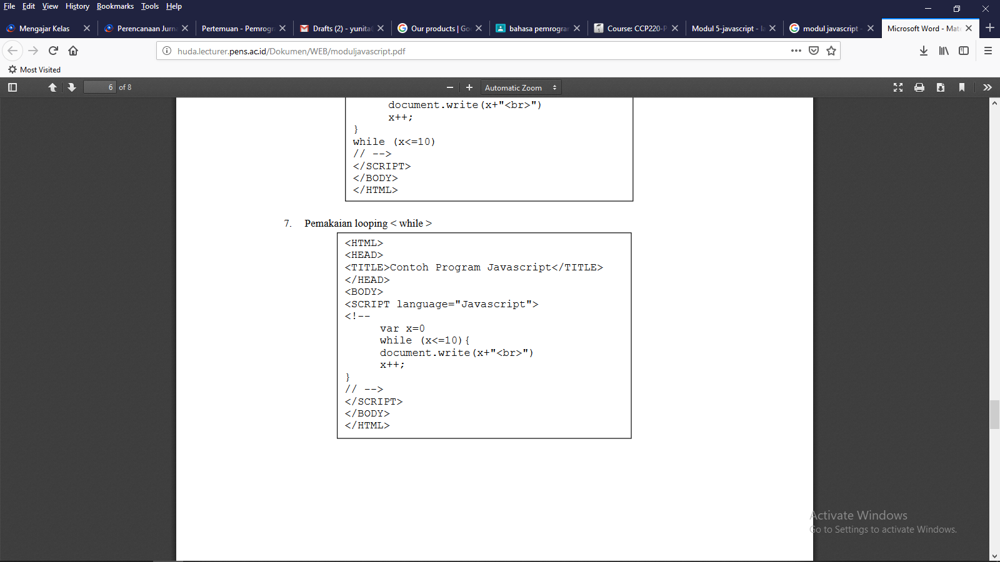 File Edit View History Bookmarks Tools Help
Mengajar Kelas
Perencanaan Jurn
Pertemuan - Pemrogr
Drafts (2) - yunita
Our products | Go
bahasa pemrogra
Course: CCP220-P
Modul 5-javascript -
modul javascript -
Microsoft Word - Mat
huda.lecturer.pens.ac.id/Dokumen/WEB/moduljavascript.pdf
Most Visited
6 of 8
Automatic Zoom
document.write(x+"<br>")
x++;
}
while (x<=10)
// -->
</SCRIPT>
</BODY>
</HTML>
7. Pemakaian looping < while >
<HTML>
<HEAD>
<TITLE>Contoh Program Javascript</TITLE>
</HEAD>
<BODY>
<SCRIPT language="Javascript">
<!--
var x=0
while (x<=10){
document.write(x+"<br>")
x++;
}
// -->
</SCRIPT>
</BODY>
</HTML>
Activate Windows
Go to Settings to activate Windows.